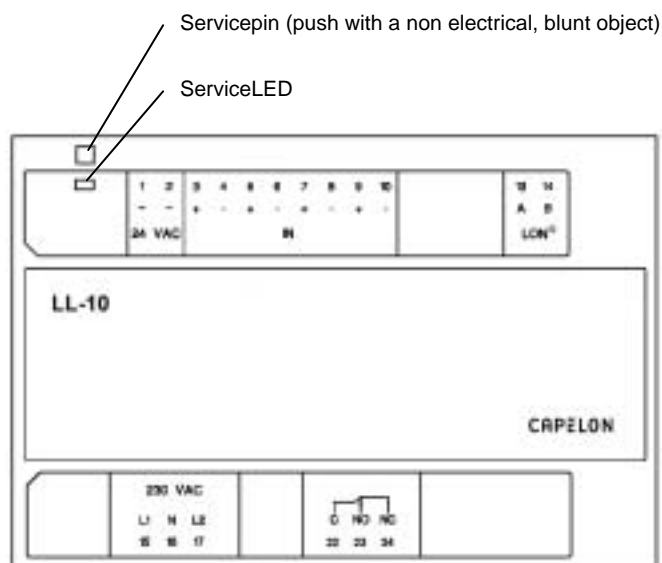 Servicepin (push with a non electrical, blunt object)
ServiceLED
1 2 3 4 5 6 7 8 9 10 13 14
~ ~ + - + - + - + - A B
24 VAC IN LON®
LL-10
CAPELON
230 VAC
L1 N L2 C NO NC
15 16 17 22 23 24